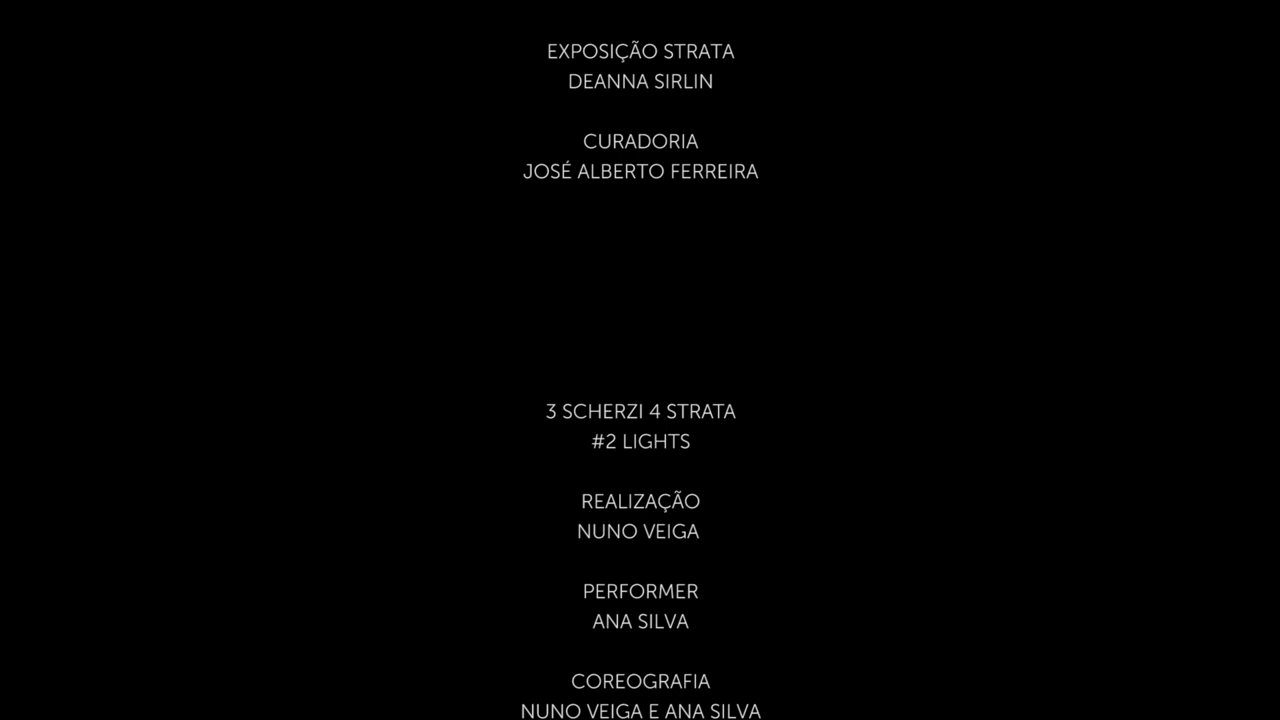 EXPOSIÇÃO STRATA
DEANNA SIRLIN
CURADORIA
JOSÉ ALBERTO FERREIRA
3 SCHERZI 4 STRATA
#2 LIGHTS
REALIZAÇÃO
NUNO VEIGA
PERFORMER
ANA SILVA
COREOGRAFIA
NUNO VEIGA E ANA SILVA